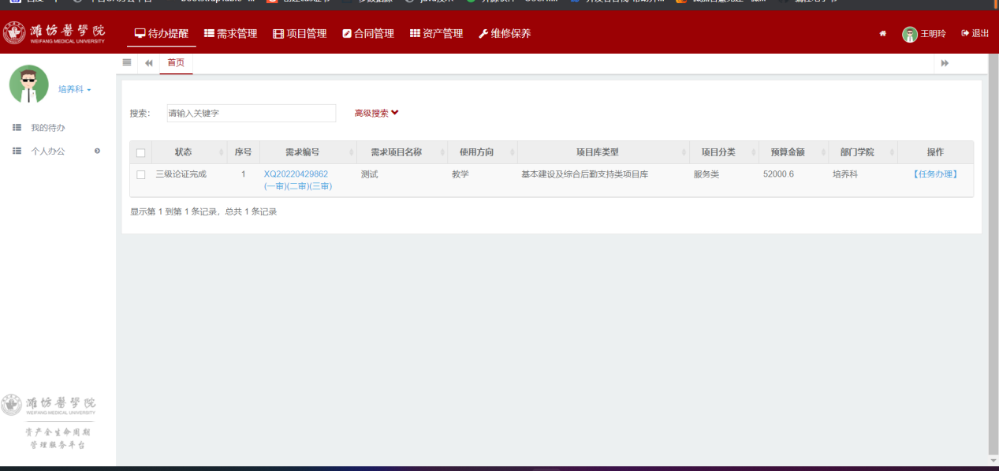 濰坊醫學院
WEIFANG MEDICAL UNIVERSITY
待办提醒
需求管理
项目管理
合同管理
资产管理
维修保养
王明玲
退出
培养科
首页
我的待办
个人办公
搜索：
请输入关键字
高级搜索
状态 序号 需求编号 需求项目名称 使用方向 项目库类型 项目分类 预算金额 部门学院 操作
三级论证完成 1 XQ20220429862 测试 教学 基本建设及综合后勤支持类项目库 服务类 52000.6 培养科 【任务办理】
(一审)(二审)(三审)
显示第 1 到第 1 条记录，总共 1 条记录
濰坊醫學院
WEIFANG MEDICAL UNIVERSITY
资产全生命周期
管理服务平台